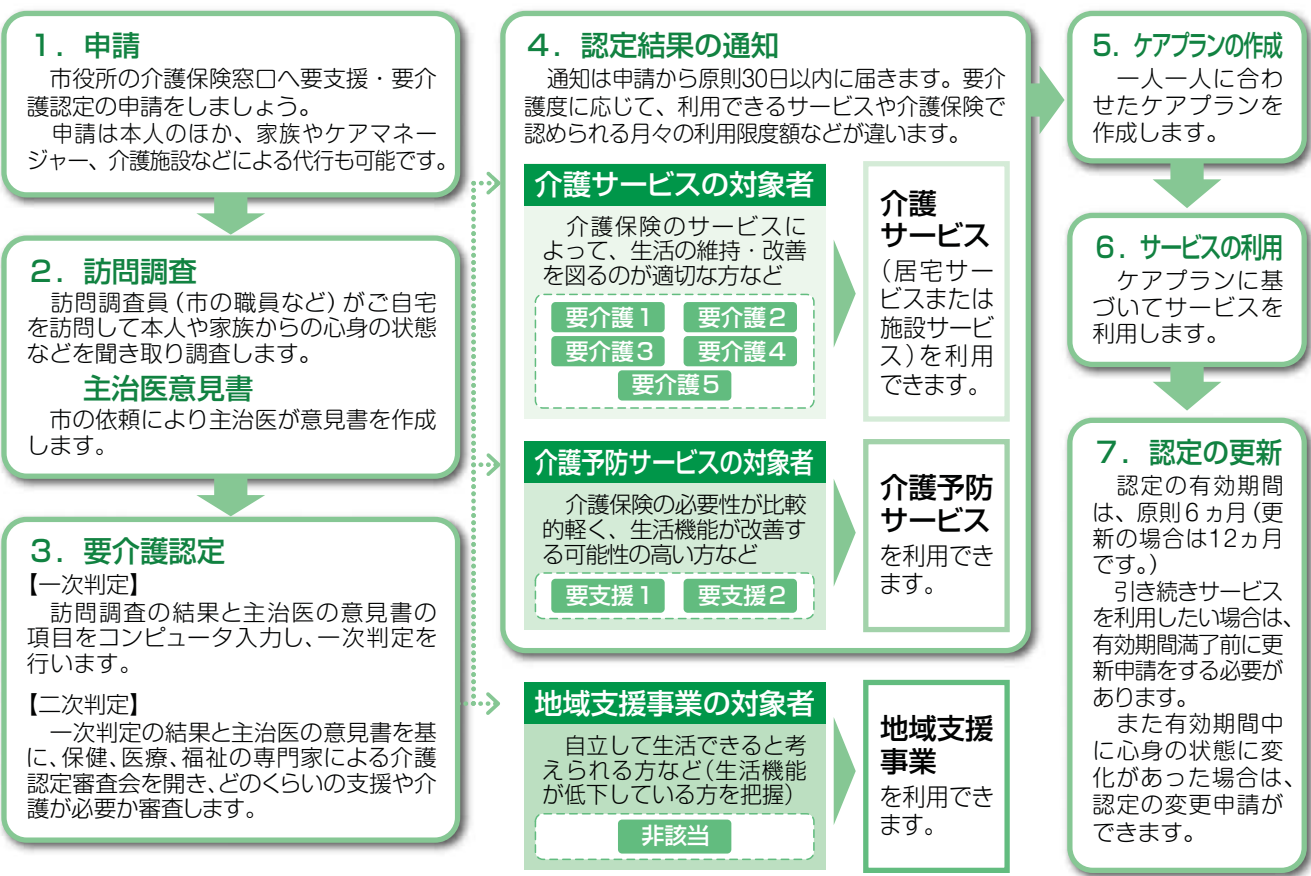 1．申請
市役所の介護保険窓口へ要支援・要介
護認定の申請をしましょう。
申請は本人のほか、家族やケアマネー
ジャー、介護施設などによる代行も可能です。
2．訪問調査
訪問調査員（市の職員など）がご自宅
を訪問して本人や家族からの心身の状態
などを聞き取り調査します。
主治医意見書
市の依頼により主治医が意見書を作成
します。
3．要介護認定
【一次判定】
訪問調査の結果と主治医の意見書の
項目をコンピュータ入力し、一次判定を
行います。
【二次判定】
一次判定の結果と主治医の意見書を基
に、保健、医療、福祉の専門家による介護
認定審査会を開き、どのくらいの支援や介
護が必要か審査します。
4．認定結果の通知
通知は申請から原則30日以内に届きます。要介
護度に応じて、利用できるサービスや介護保険で
認められる月々の利用限度額などが違います。
介護サービスの対象者
介護保険のサービスに
よって、生活の維持・改善
を図るのが適切な方など
要介護1 要介護2
要介護3 要介護4
要介護5
介護
サービス
（居宅サー
ビスまたは
施設サービ
ス）を利用
できます。
介護予防サービスの対象者
介護保険の必要性が比較
的軽く、生活機能が改善す
る可能性の高い方など
要支援1 要支援2
介護予防
サービス
を利用でき
ます。
地域支援事業の対象者
自立して生活できると考
えられる方など（生活機能
が低下している方を把握）
非該当
地域支援
事業
を利用でき
ます。
5．ケアプランの作成
一人一人に合わ
せたケアプランを
作成します。
6．サービスの利用
ケアプランに基
づいてサービスを
利用します。
7．認定の更新
認定の有効期間
は、原則6ヵ月（更
新の場合は12ヵ月
です。）
引き続きサービス
を利用したい場合は、
有効期間満了前に更
新申請をする必要が
あります。
また有効期間中
に心身の状態に変
化があった場合は、
認定の変更申請が
できます。